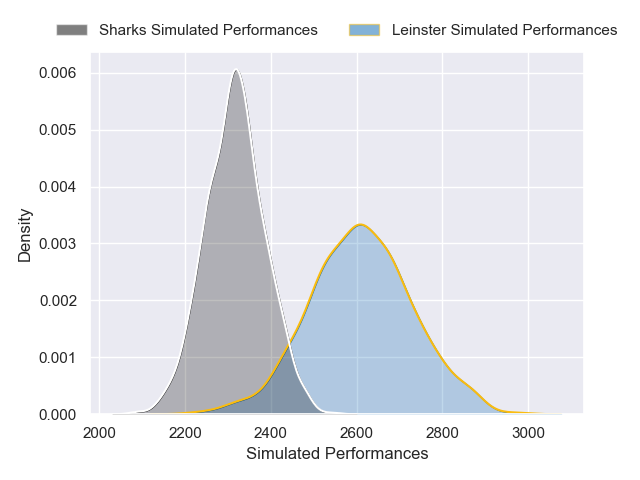 Sharks Simulated Performances
Leinster Simulated Performances
0.006
0.005
0.004
0.003
0.002
0.001
0.000
Density
2000 2200 2400 2600 2800 3000
Simulated Performances